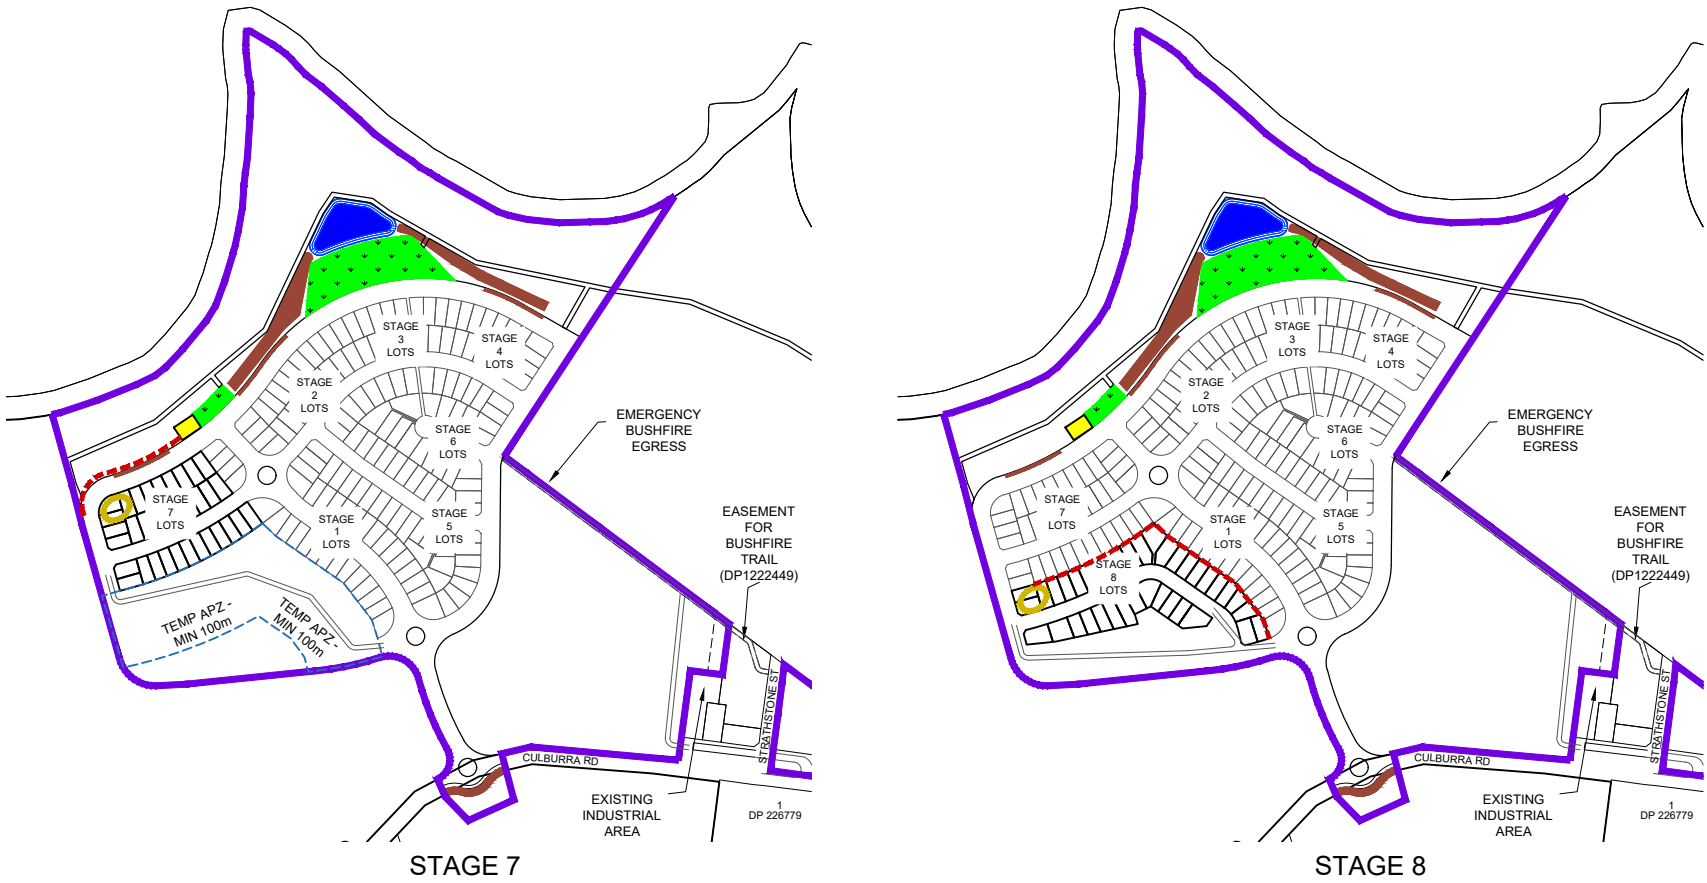 STAGE
3
LOTS
STAGE
4
LOTS
STAGE
2
LOTS
STAGE
6
LOTS
STAGE
7
LOTS
STAGE
1
LOTS
STAGE
5
LOTS
EMERGENCY
BUSHFIRE
EGRESS
EASEMENT
FOR
BUSHFIRE
TRAIL
(DP1222449)
TEMP APZ -
MIN 100m
TEMP APZ -
MIN 100m
STRATHSTONE ST
CULBURRA RD
EXISTING
INDUSTRIAL
AREA
1
DP 226779
STAGE 7
STAGE
3
LOTS
STAGE
4
LOTS
STAGE
2
LOTS
STAGE
6
LOTS
STAGE
7
LOTS
STAGE
1
LOTS
STAGE
5
LOTS
STAGE
8
LOTS
EMERGENCY
BUSHFIRE
EGRESS
EASEMENT
FOR
BUSHFIRE
TRAIL
(DP1222449)
STRATHSTONE ST
CULBURRA RD
EXISTING
INDUSTRIAL
AREA
1
DP 226779
STAGE 8